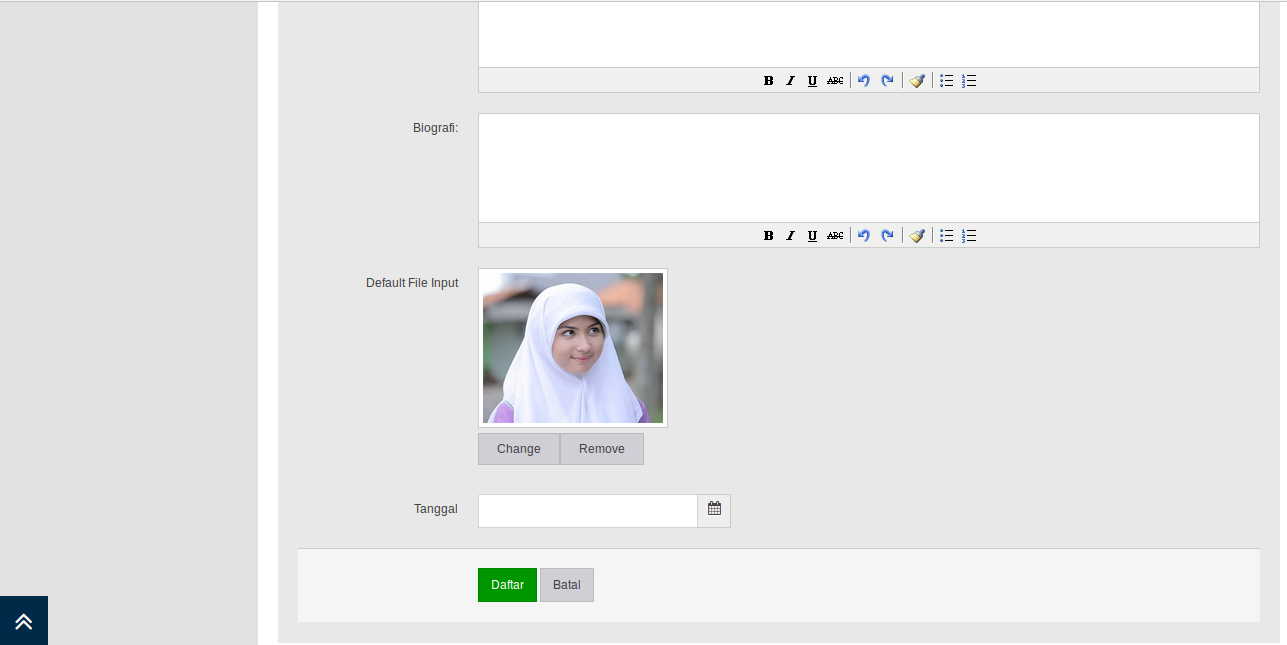 B I U ABC
Biografi:
B I U ABC
Default File Input
Change Remove
Tanggal
Daftar Batal